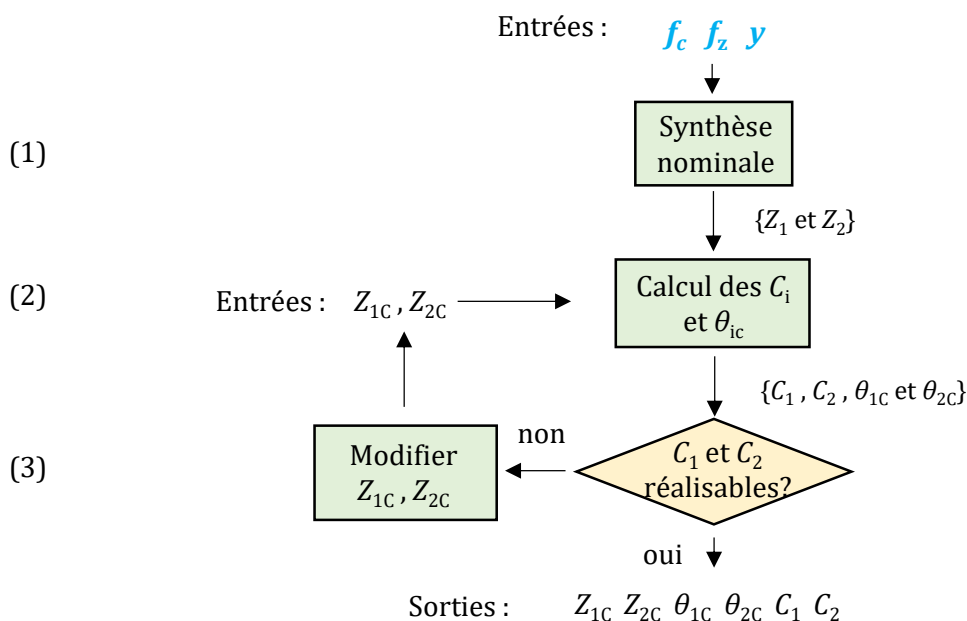 Entrées : f_c f_z y
(1)
Synthèse
nominale
{Z_1 et Z_2}
(2)
Entrées : Z_1C , Z_2C
Calcul des C_i
et θ_ic
{C_1 , C_2 , θ_1C et θ_2C}
(3)
Modifier
Z_1C , Z_2C
non
C_1 et C_2
réalisables?
oui
Sorties : Z_1C Z_2C θ_1C θ_2C C_1 C_2